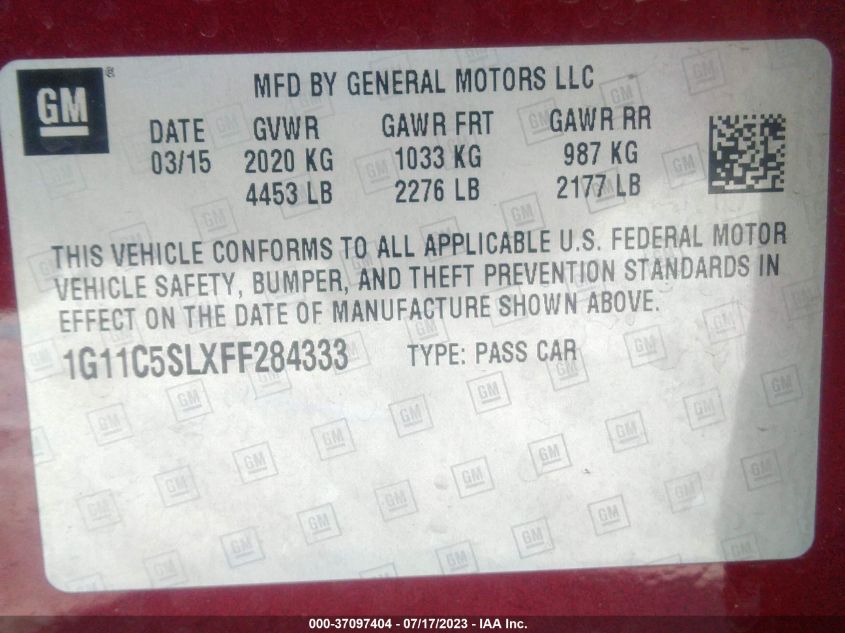 GM®
MFD BY GENERAL MOTORS LLC
DATE GVWR GAWR FRT GAWR RR
03/15 2020 KG 1033 KG 987 KG
4453 LB 2276 LB 2177 LB
THIS VEHICLE CONFORMS TO ALL APPLICABLE U.S. FEDERAL MOTOR
VEHICLE SAFETY, BUMPER, AND THEFT PREVENTION STANDARDS IN
EFFECT ON THE DATE OF MANUFACTURE SHOWN ABOVE.
1G11C5SLXFF284333 TYPE: PASS CAR
000-37097404 - 07/17/2023 - IAA Inc.